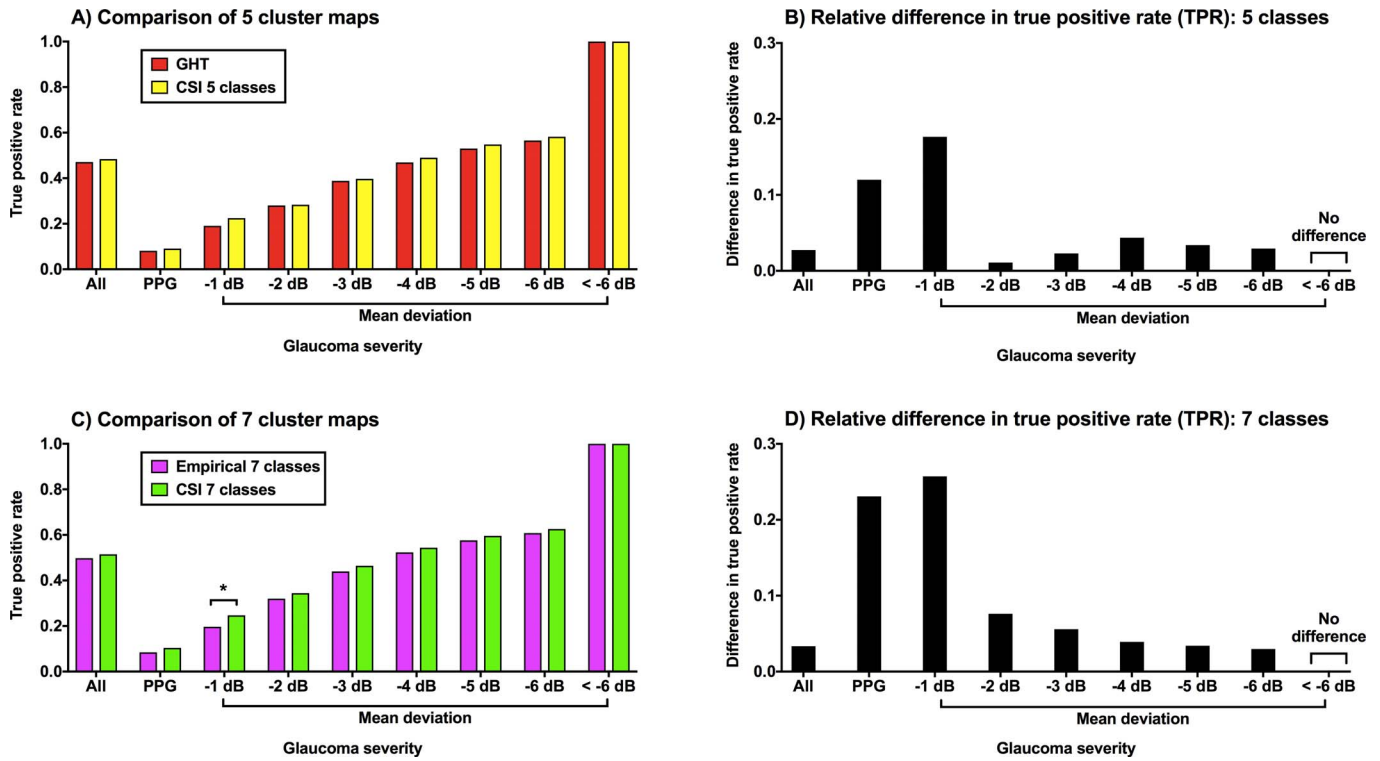 A) Comparison of 5 cluster maps
True positive rate
1.0
0.8
0.6
0.4
0.2
0.0
GHT
CSI 5 classes
All PPG -1 dB -2 dB -3 dB -4 dB -5 dB -6 dB < -6 dB
Mean deviation
Glaucoma severity
B) Relative difference in true positive rate (TPR): 5 classes
Difference in true positive rate
0.3
0.2
0.1
0.0
No
difference
All PPG -1 dB -2 dB -3 dB -4 dB -5 dB -6 dB < -6 dB
Mean deviation
Glaucoma severity
C) Comparison of 7 cluster maps
True positive rate
1.0
0.8
0.6
0.4
0.2
0.0
Empirical 7 classes
CSI 7 classes
*
All PPG -1 dB -2 dB -3 dB -4 dB -5 dB -6 dB < -6 dB
Mean deviation
Glaucoma severity
D) Relative difference in true positive rate (TPR): 7 classes
Difference in true positive rate
0.3
0.2
0.1
0.0
No
difference
All PPG -1 dB -2 dB -3 dB -4 dB -5 dB -6 dB < -6 dB
Mean deviation
Glaucoma severity